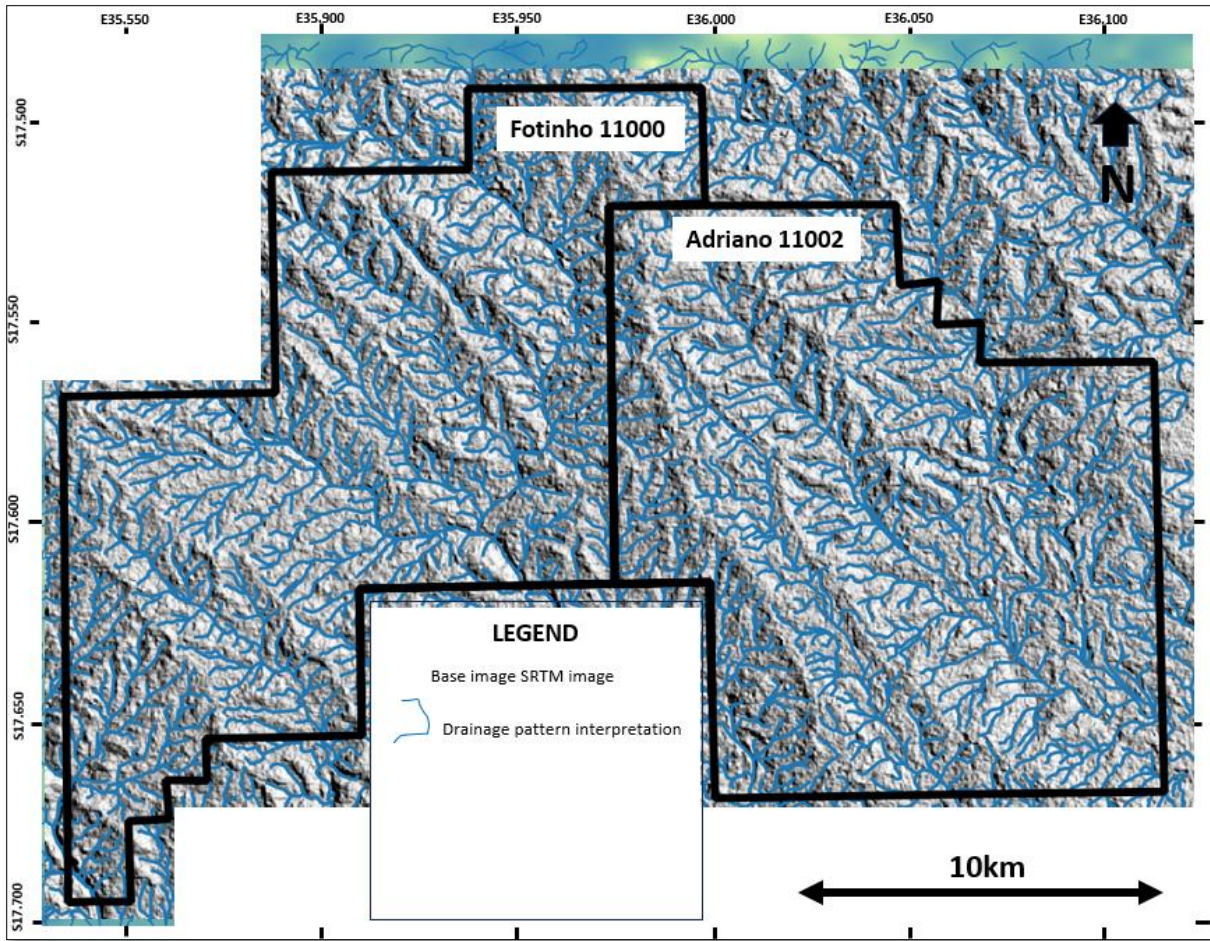 E35.550 E35.900 E35.950 E36.000 E36.050 E36.100
S17.500
S17.550
S17.600
S17.650
S17.700
Fotinho 11000
Adriano 11002
N
LEGEND
Base image SRTM image
Drainage pattern interpretation
10km